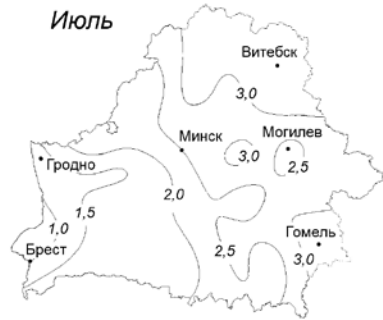 Июль
Витебск
3,0
Минск
3,0
Могилев
2,5
Гродно
2,0
1,5
1,0
Брест
2,5
Гомель
3,0